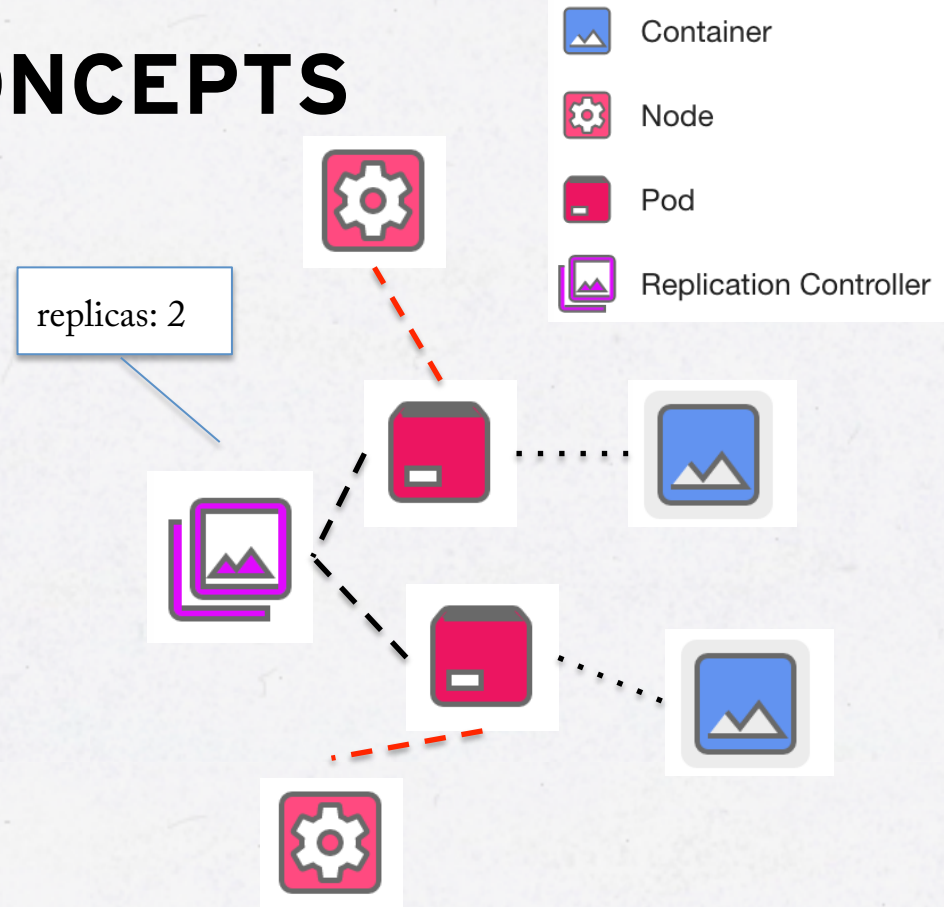 ONCEPTS
Container
Node
Pod
Replication Controller
replicas: 2